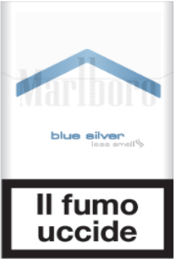 Marlboro
blue silver
less smell
Il fumo
uccide